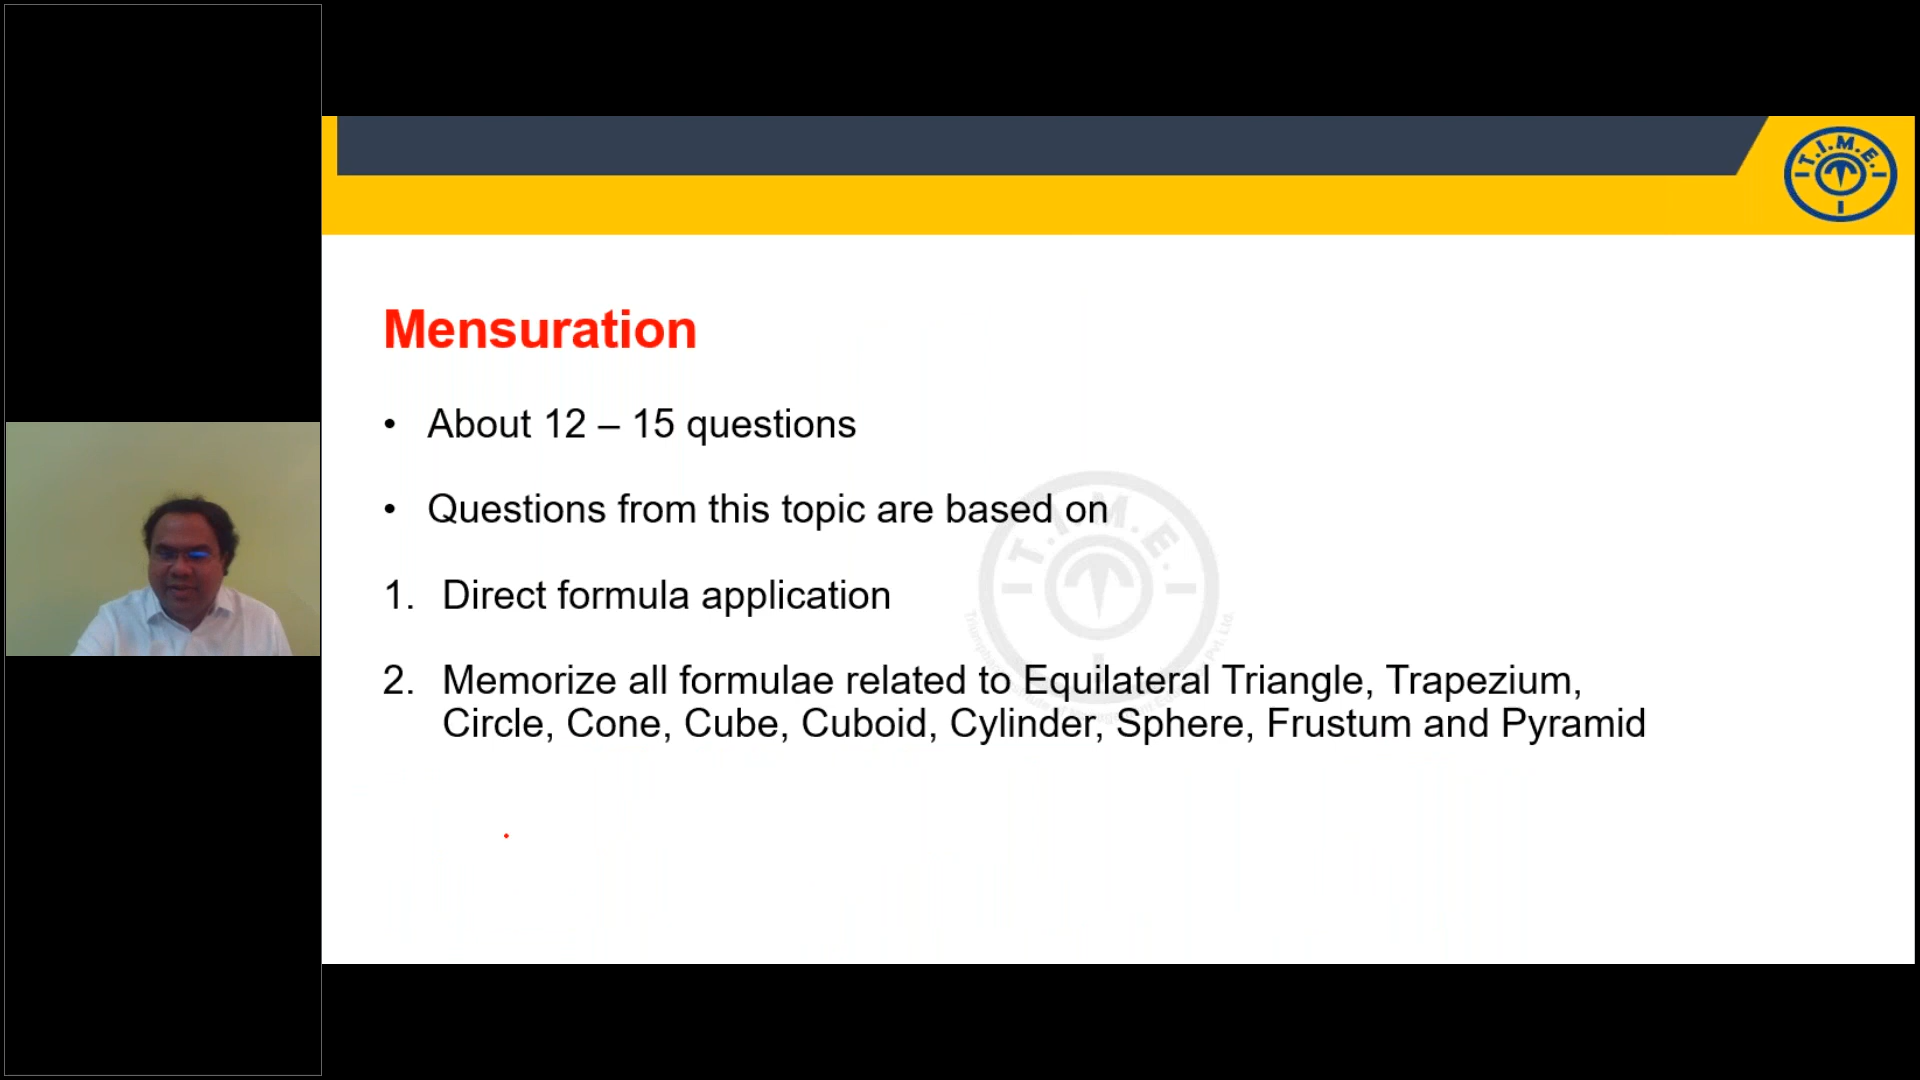 T.I.M.E.
Mensuration
• About 12 – 15 questions
• Questions from this topic are based on
1. Direct formula application
2. Memorize all formulae related to Equilateral Triangle, Trapezium,
Circle, Cone, Cube, Cuboid, Cylinder, Sphere, Frustum and Pyramid
T.I.M.E.